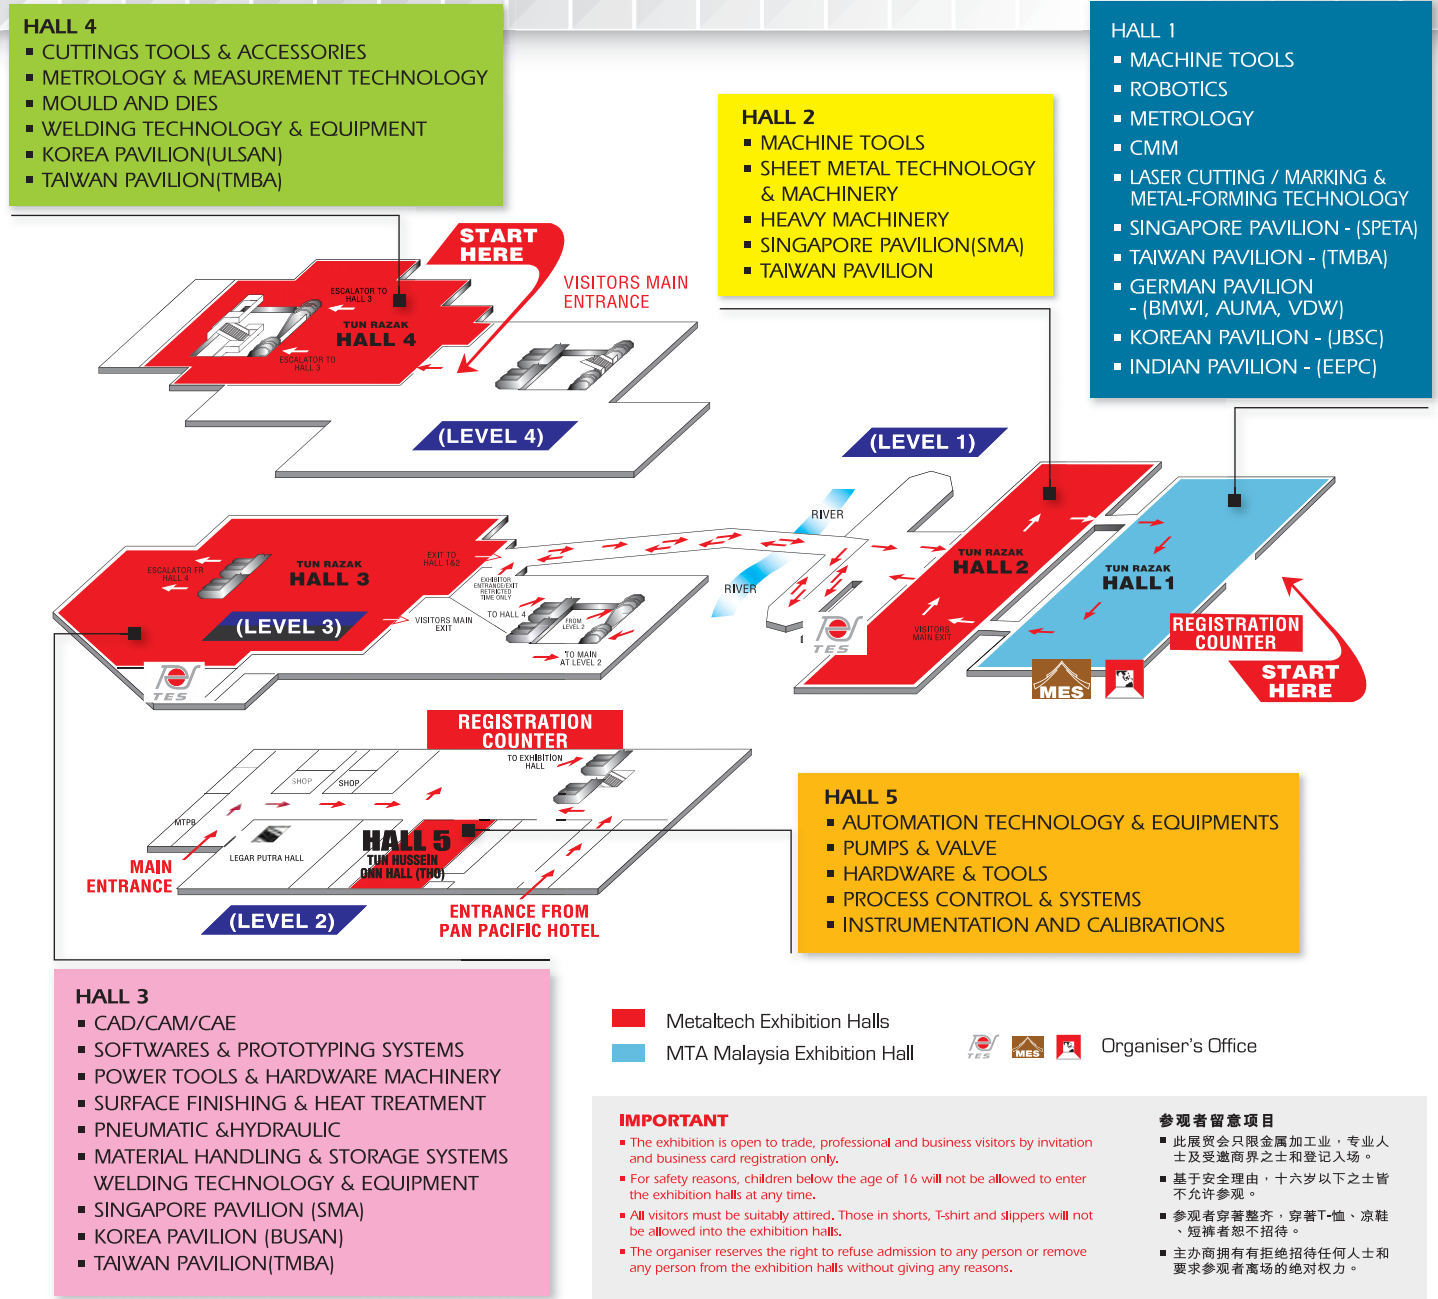 HALL 4
▪ CUTTINGS TOOLS & ACCESSORIES
▪ METROLOGY & MEASUREMENT TECHNOLOGY
▪ MOULD AND DIES
▪ WELDING TECHNOLOGY & EQUIPMENT
▪ KOREA PAVILION(ULSAN)
▪ TAIWAN PAVILION(TMBA)
HALL 2
▪ MACHINE TOOLS
▪ SHEET METAL TECHNOLOGY
& MACHINERY
▪ HEAVY MACHINERY
▪ SINGAPORE PAVILION(SMA)
▪ TAIWAN PAVILION
HALL 1
▪ MACHINE TOOLS
▪ ROBOTICS
▪ METROLOGY
▪ CMM
▪ LASER CUTTING / MARKING &
METAL-FORMING TECHNOLOGY
▪ SINGAPORE PAVILION - (SPETA)
▪ TAIWAN PAVILION - (TMBA)
▪ GERMAN PAVILION
- (BMWI, AUMA, VDW)
▪ KOREAN PAVILION - (JBSC)
▪ INDIAN PAVILION - (EEPC)
START
HERE
VISITORS MAIN
ENTRANCE
ESCALATOR TO
HALL 3
TUN RAZAK
HALL 4
ESCALATOR TO
HALL 3
(LEVEL 4)
(LEVEL 1)
RIVER
RIVER
TUN RAZAK
HALL 2
TUN RAZAK
HALL 1
VISITORS
MAIN EXIT
TES
MES
REGISTRATION
COUNTER
START
HERE
ESCALATOR FR
HALL 4
TUN RAZAK
HALL 3
EXIT TO
HALL 1&2
EXHIBITOR
ENTRANCE/EXIT
RETRICTED
TIME ONLY
(LEVEL 3)
VISITORS MAIN
EXIT
TO HALL 4
FROM
LEVEL 2
TO MAIN
AT LEVEL 2
TES
REGISTRATION
COUNTER
TO EXHIBITION
HALL
SHOP
SHOP
MTPB
LEGAR PUTRA HALL
HALL 5
TUN HUSSEIN
ONN HALL (THO)
MAIN
ENTRANCE
(LEVEL 2)
ENTRANCE FROM
PAN PACIFIC HOTEL
HALL 5
▪ AUTOMATION TECHNOLOGY & EQUIPMENTS
▪ PUMPS & VALVE
▪ HARDWARE & TOOLS
▪ PROCESS CONTROL & SYSTEMS
▪ INSTRUMENTATION AND CALIBRATIONS
HALL 3
▪ CAD/CAM/CAE
▪ SOFTWARES & PROTOTYPING SYSTEMS
▪ POWER TOOLS & HARDWARE MACHINERY
▪ SURFACE FINISHING & HEAT TREATMENT
▪ PNEUMATIC &HYDRAULIC
▪ MATERIAL HANDLING & STORAGE SYSTEMS
WELDING TECHNOLOGY & EQUIPMENT
▪ SINGAPORE PAVILION (SMA)
▪ KOREA PAVILION (BUSAN)
▪ TAIWAN PAVILION(TMBA)
Metaltech Exhibition Halls
MTA Malaysia Exhibition Hall
TES MES Organiser's Office
IMPORTANT
▪ The exhibition is open to trade, professional and business visitors by invitation
and business card registration only.
▪ For safety reasons, children below the age of 16 will not be allowed to enter
the exhibition halls at any time.
▪ All visitors must be suitably attired. Those in shorts, T-shirt and slippers will not
be allowed into the exhibition halls.
▪ The organiser reserves the right to refuse admission to any person or remove
any person from the exhibition halls without giving any reasons.
参观者留意项目
▪ 此展贸会只限金属加工业，专业人
士及受邀商界之士和登记入场。
▪ 基于安全理由，十六岁以下之士皆
不允许参观。
▪ 参观者穿著整齐，穿著T-恤、凉鞋
、短裤者恕不招待。
▪ 主办商拥有有拒绝招待任何人士和
要求参观者离场的绝对权力。